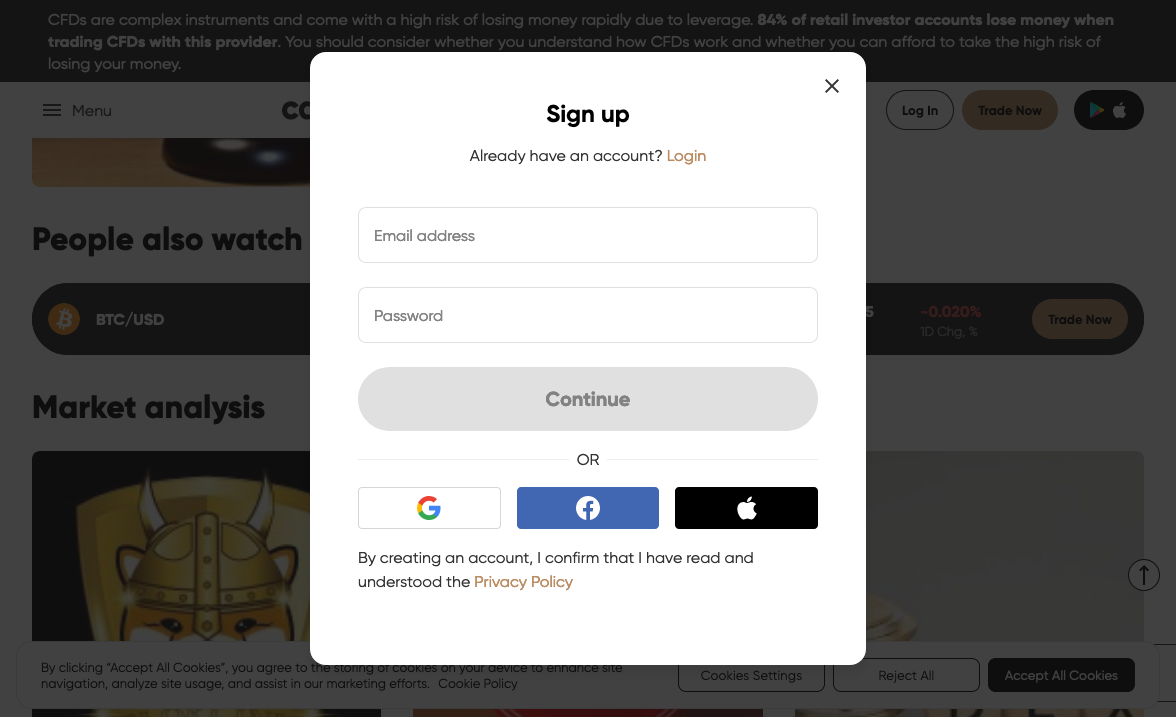 CFDs are complex instruments and come with a high risk of losing money rapidly due to leverage. 84% of retail investor accounts lose money when
trading CFDs with this provider. You should consider whether you understand how CFDs work and whether you can afford to take the high risk of
losing your money.
Menu
Log In
Trade Now
Sign up
Already have an account? Login
Email address
Password
Continue
OR
By creating an account, I confirm that I have read and
understood the Privacy Policy
People also watch
BTC/USD
-0.020%
1D Chg, %
Trade Now
Market analysis
By clicking “Accept All Cookies”, you agree to the storing of cookies on your device to enhance site
navigation, analyze site usage, and assist in our marketing efforts. Cookie Policy
Cookies Settings
Reject All
Accept All Cookies